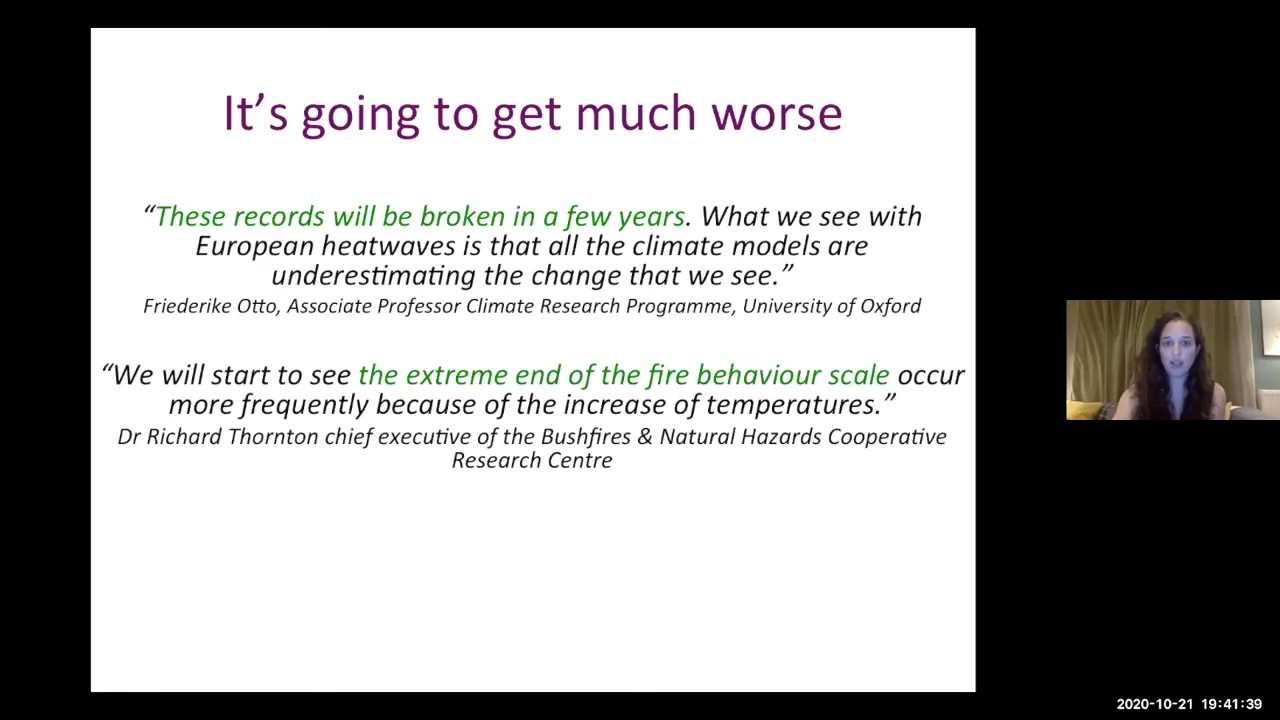 It’s going to get much worse
“These records will be broken in a few years. What we see with
European heatwaves is that all the climate models are
underestimating the change that we see.”
Friederike Otto, Associate Professor Climate Research Programme, University of Oxford
“We will start to see the extreme end of the fire behaviour scale occur
more frequently because of the increase of temperatures.”
Dr Richard Thornton chief executive of the Bushfires & Natural Hazards Cooperative
Research Centre
2020-10-21 19:41:39